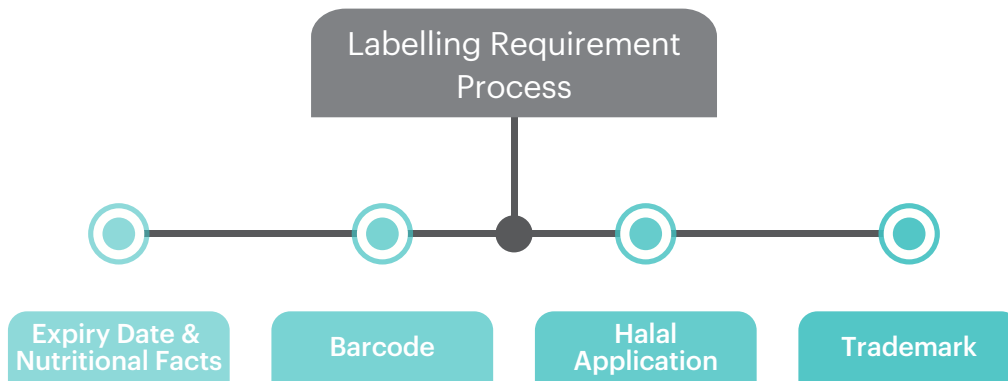 Labelling Requirement
Process
Expiry Date &
Nutritional Facts
Barcode
Halal
Application
Trademark